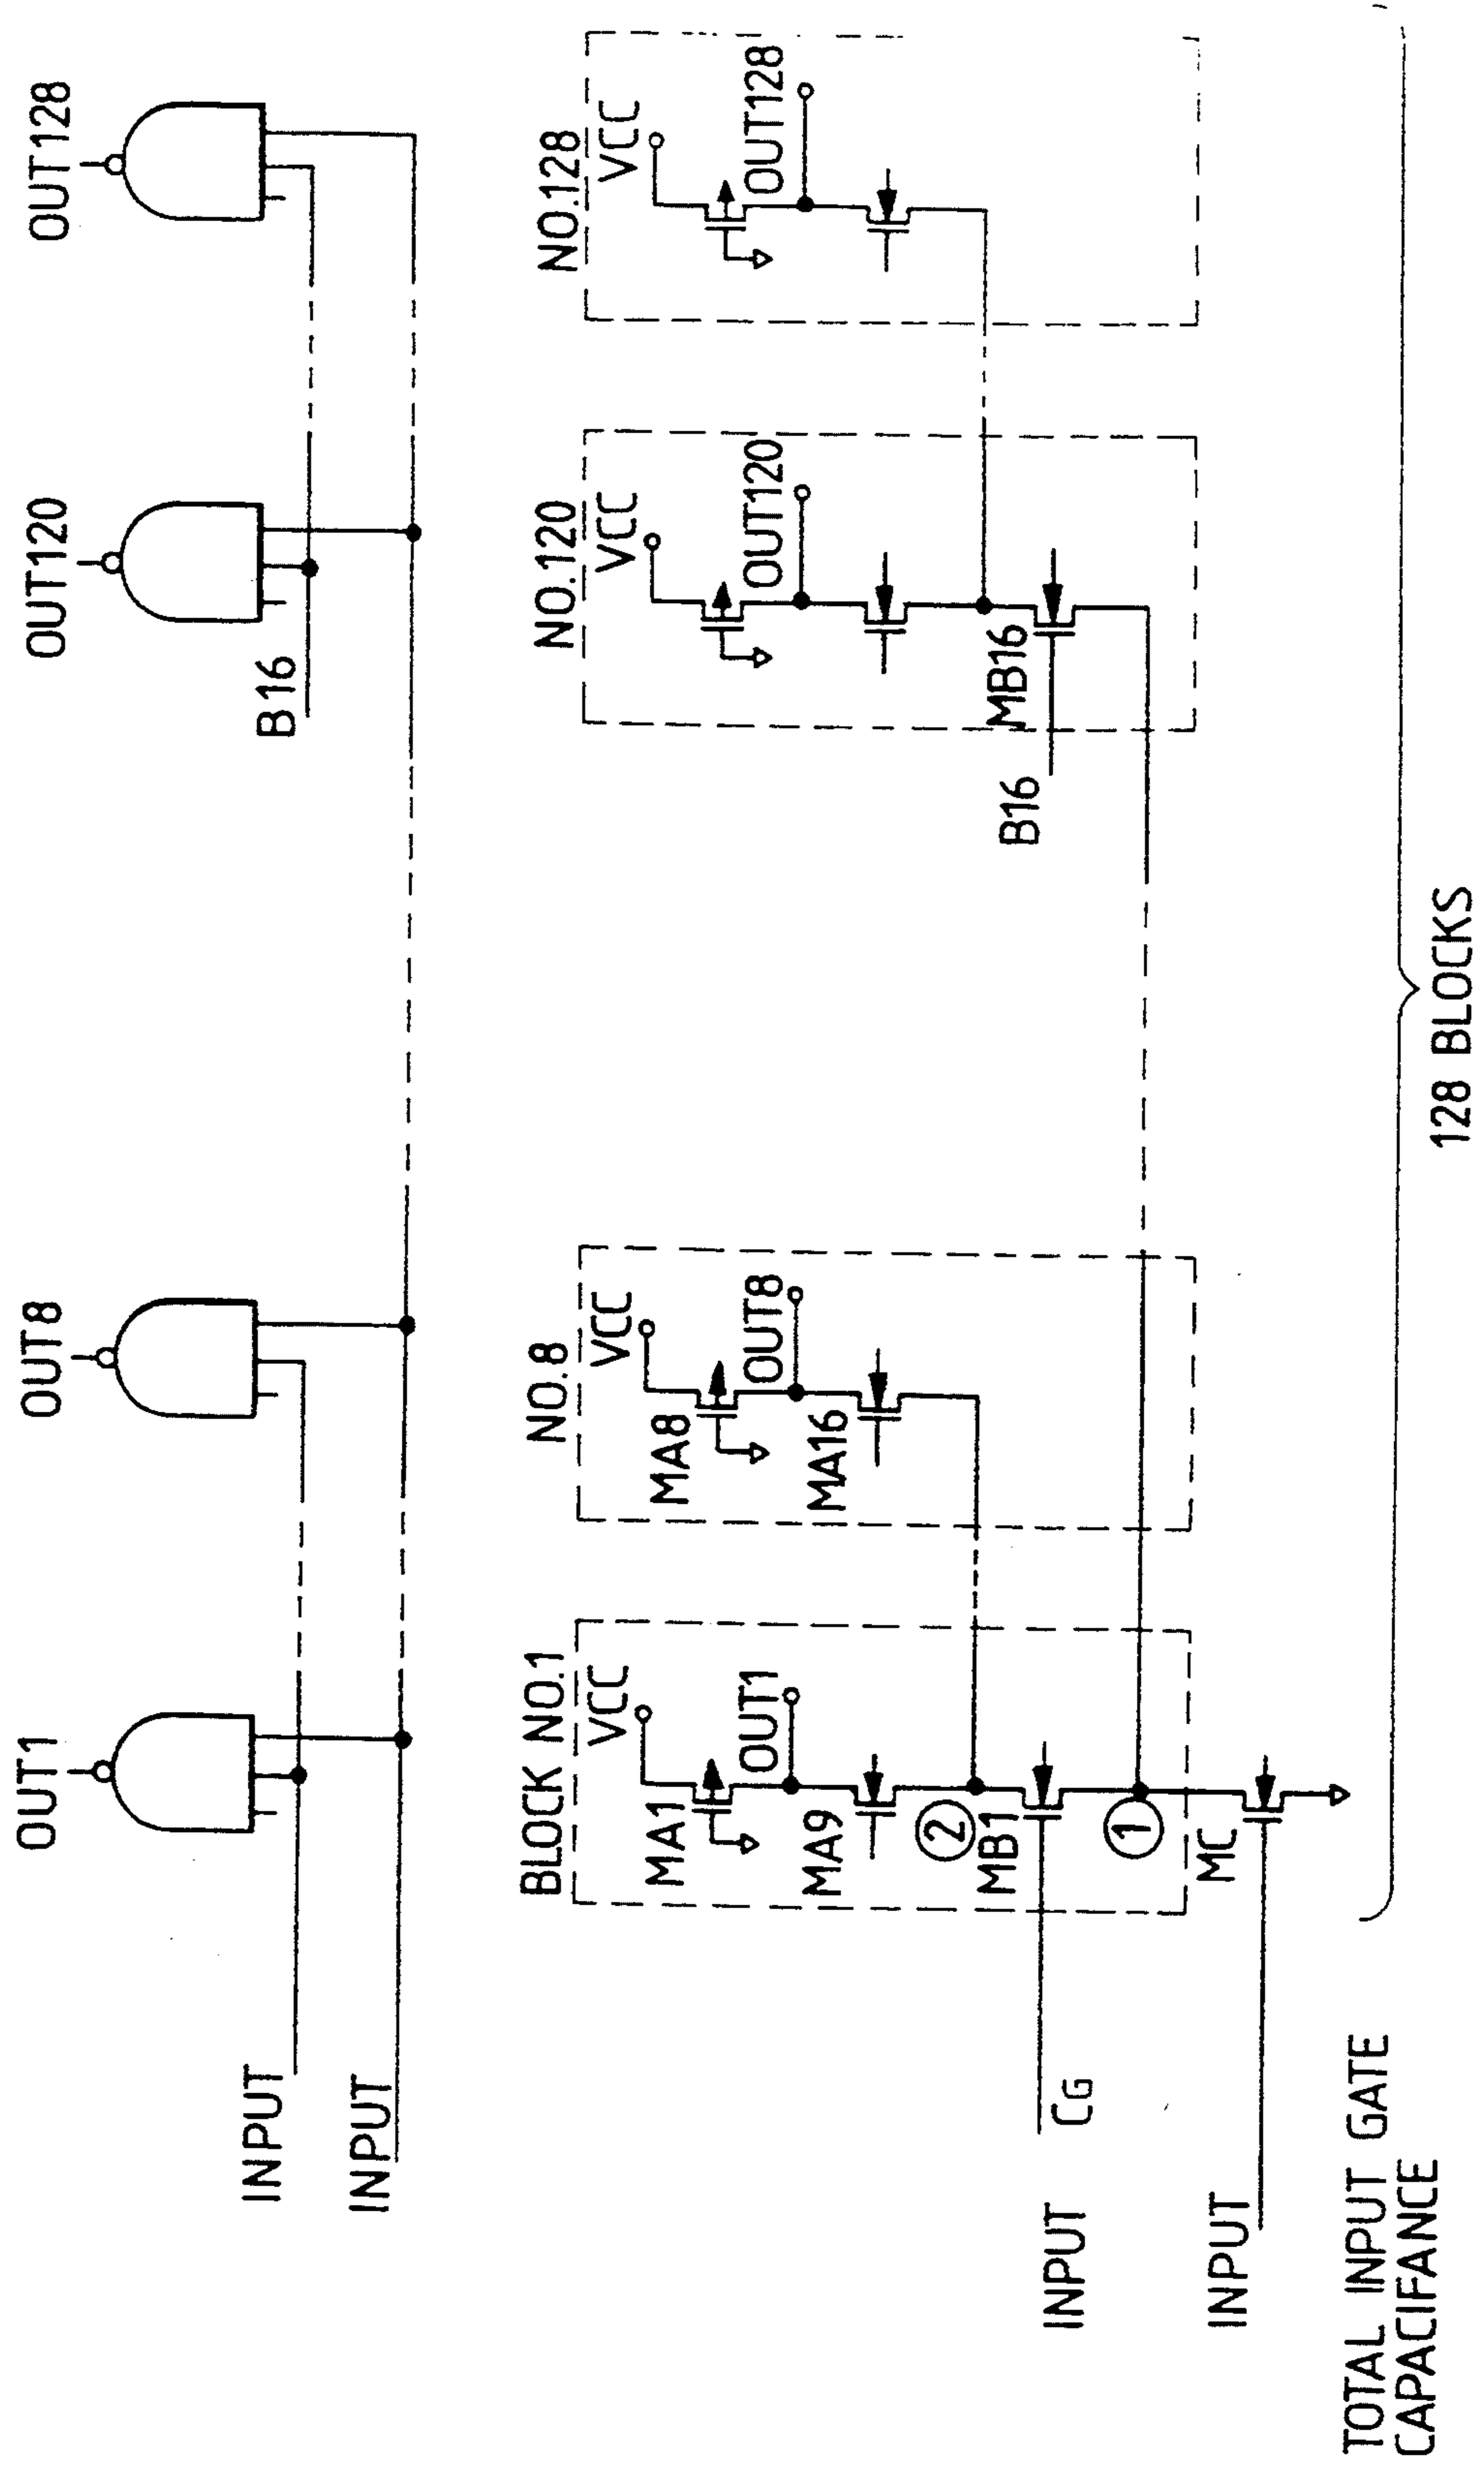 OUT1
OUT8
OUT120
OUT128
B16
INPUT
INPUT
BLOCK NO.1
NO.8
NO.120
NO.128
VCC
VCC
VCC
VCC
MA1
OUT1
MA8
OUT8
OUT120
OUT128
MA9
MA16
2
MB1
MB16
B16
INPUT CG
1
MC
INPUT
TOTAL INPUT GATE
CAPACIFANCE
128 BLOCKS